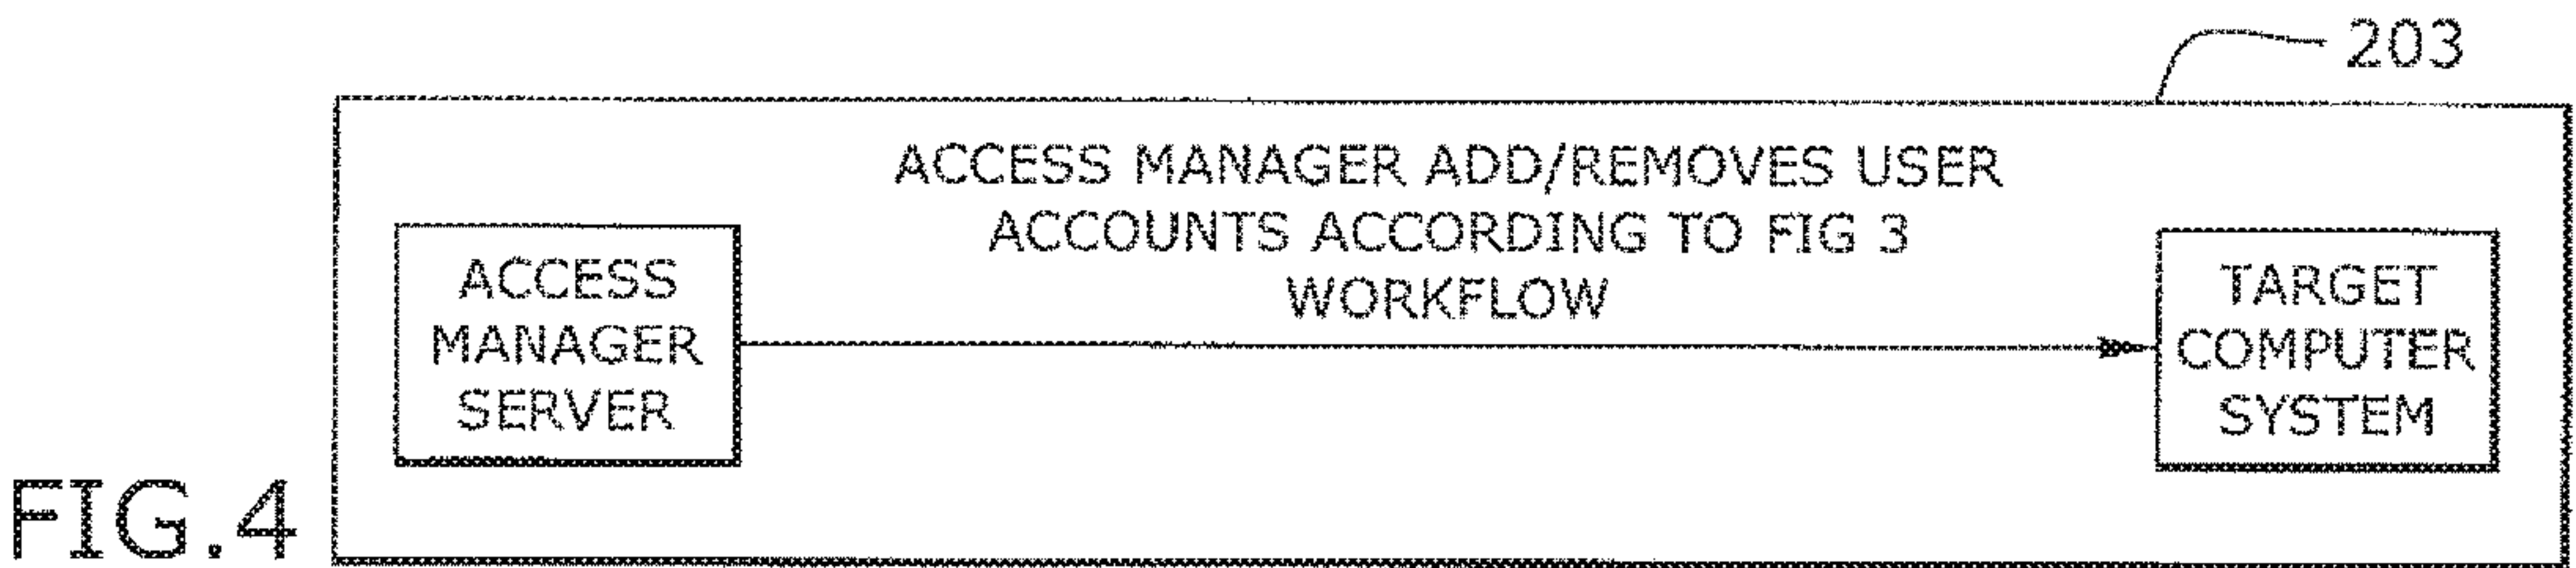 203
ACCESS MANAGER ADD/REMOVES USER
ACCOUNTS ACCORDING TO FIG 3
WORKFLOW
ACCESS
MANAGER
SERVER
TARGET
COMPUTER
SYSTEM
FIG.4